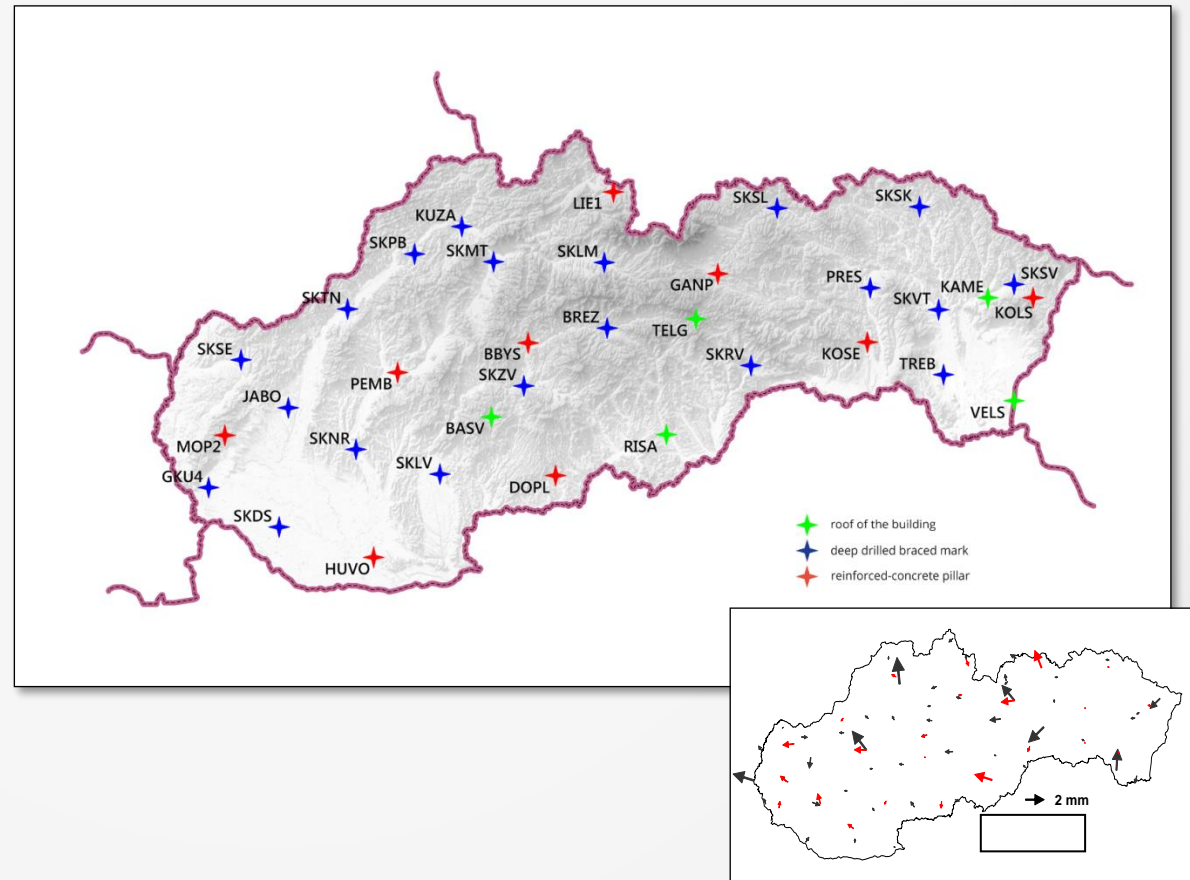 LIE1
SKSL
SKSK
KUZA
SKPB
SKMT
SKLM
GANP
PRES
SKSV
KAME
SKVT
KOLS
SKTN
BREZ
TELG
SKSE
BBYS
SKRV
KOSE
TREB
PEMB
SKZV
JABO
VELS
BASV
MOP2
SKNR
RISA
SKLV
GKU4
DOPL
SKDS
HUVO
roof of the building
deep drilled braced mark
reinforced-concrete pillar
2 mm